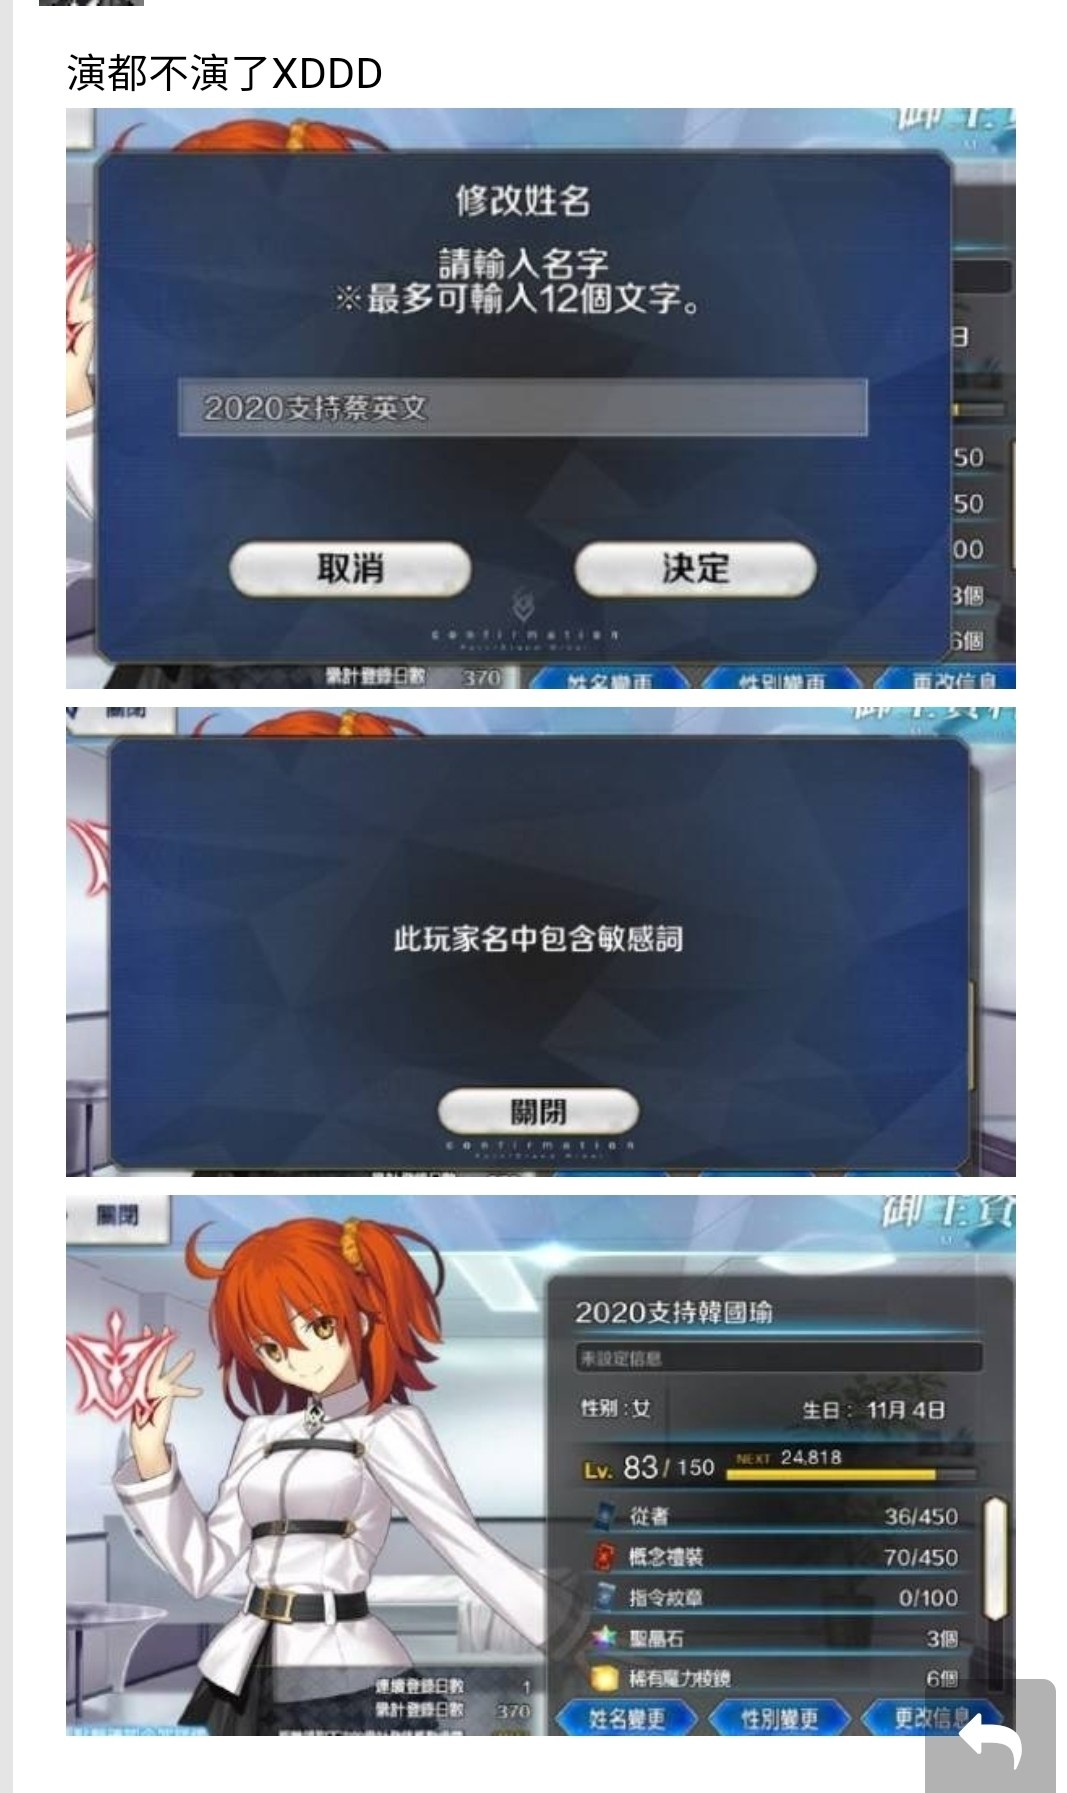 演都不演了XDDD
修改姓名
請輸入名字
※最多可輸入12個文字。
日
2020支持蔡英文
50
50
00
3個
6個
取消
決定
confirmation
累計登錄日數 370
姓名變更 性別變更 更改信息
關閉
此玩家名中包含敏感詞
關閉
confirmation
關閉
御主資
2020支持韓國瑜
未設定信息
性別:女 生日: 11月4日
Lv. 83/150 NEXT 24,818
從者 36/450
概念禮裝 70/450
指令紋章 0/100
聖晶石 3個
稀有魔力稜鏡 6個
連續登錄日數 1
累計登錄日數 370
姓名變更 性別變更 更改信息